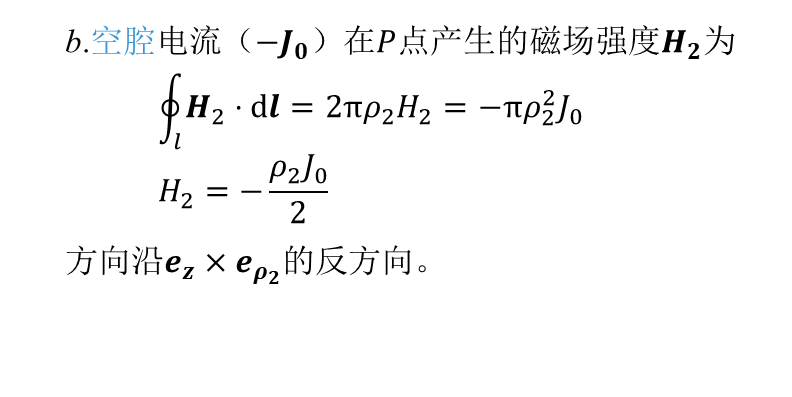 b.空腔电流（−J₀）在P点产生的磁场强度H₂为
∮ₗ H₂ · dl = 2πρ₂H₂ = −πρ₂²J₀
H₂ = −ρ₂J₀/2
方向沿e_z × e_ρ₂的反方向。